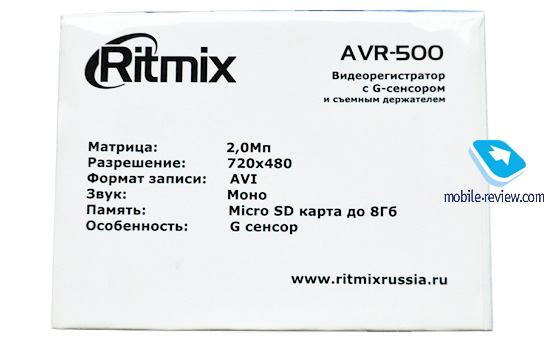 Ritmix
AVR-500
Видеорегистратор
с G-сенсором
и съемным держателем
Матрица: 2,0Мп
Разрешение: 720x480
Формат записи: AVI
Звук: Моно
Память: Micro SD карта до 8Гб
Особенность: G сенсор
www.ritmixrussia.ru
mobile-review.com